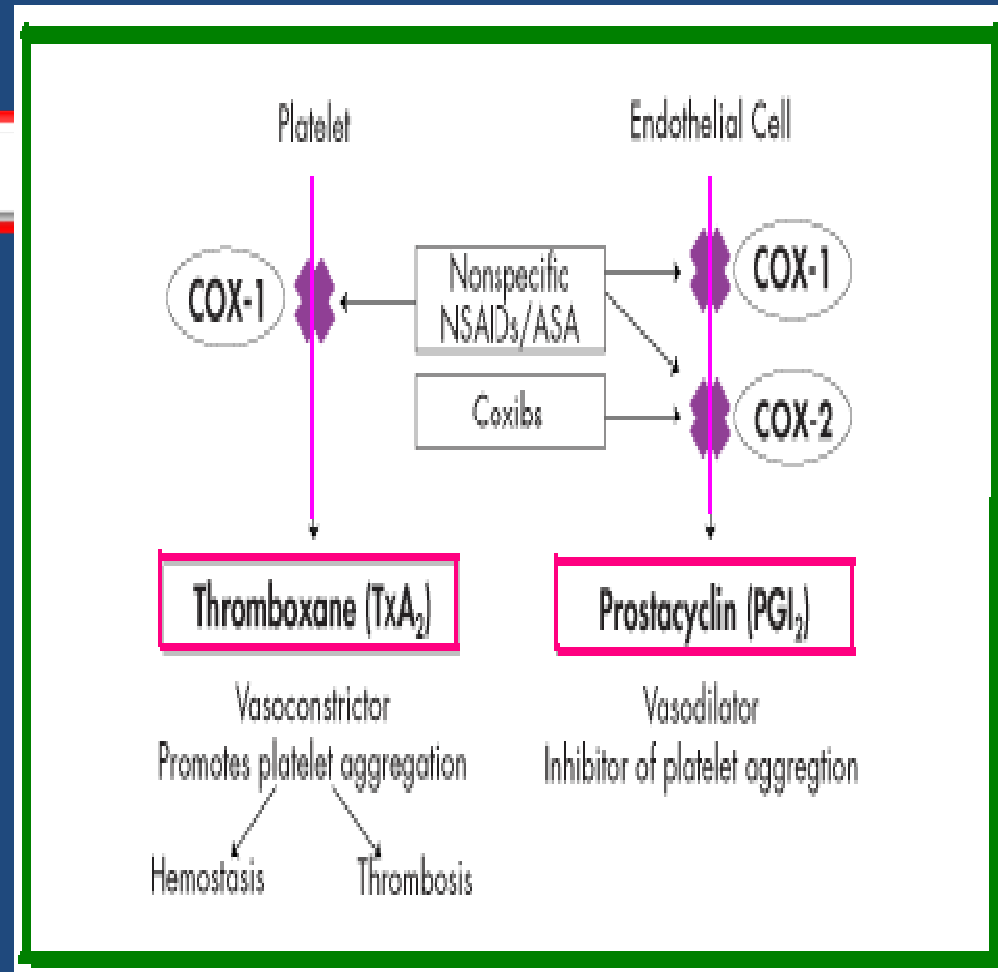 Platelet
Endothelial Cell
COX-1
Nonspecific
NSAIDs/ASA
COX-1
Coxibs
COX-2
Thromboxane (TxA₂)
Prostacyclin (PGI₂)
Vasoconstrictor
Promotes platelet aggregation
Vasodilator
Inhibitor of platelet aggregtion
Hemostasis
Thrombosis